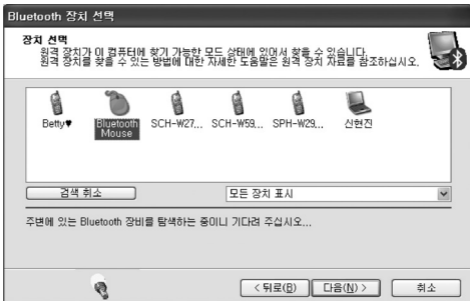 Bluetooth 장치 선택
장치 선택
원격 장치가 이 컴퓨터에 찾기 가능한 모드 상태에 있어서 찾을 수 있습니다.
원격 장치를 찾을 수 있는 방법에 대한 자세한 도움말은 원격 장치 자료를 참조하십시오.
Betty♥ Bluetooth Mouse SCH-W27... SCH-W59... SPH-W29... 신현진
검색 취소 모든 장치 표시
주변에 있는 Bluetooth 장비를 탐색하는 중이니 기다려 주십시오...
< 뒤로(B) 다음(N) > 취소